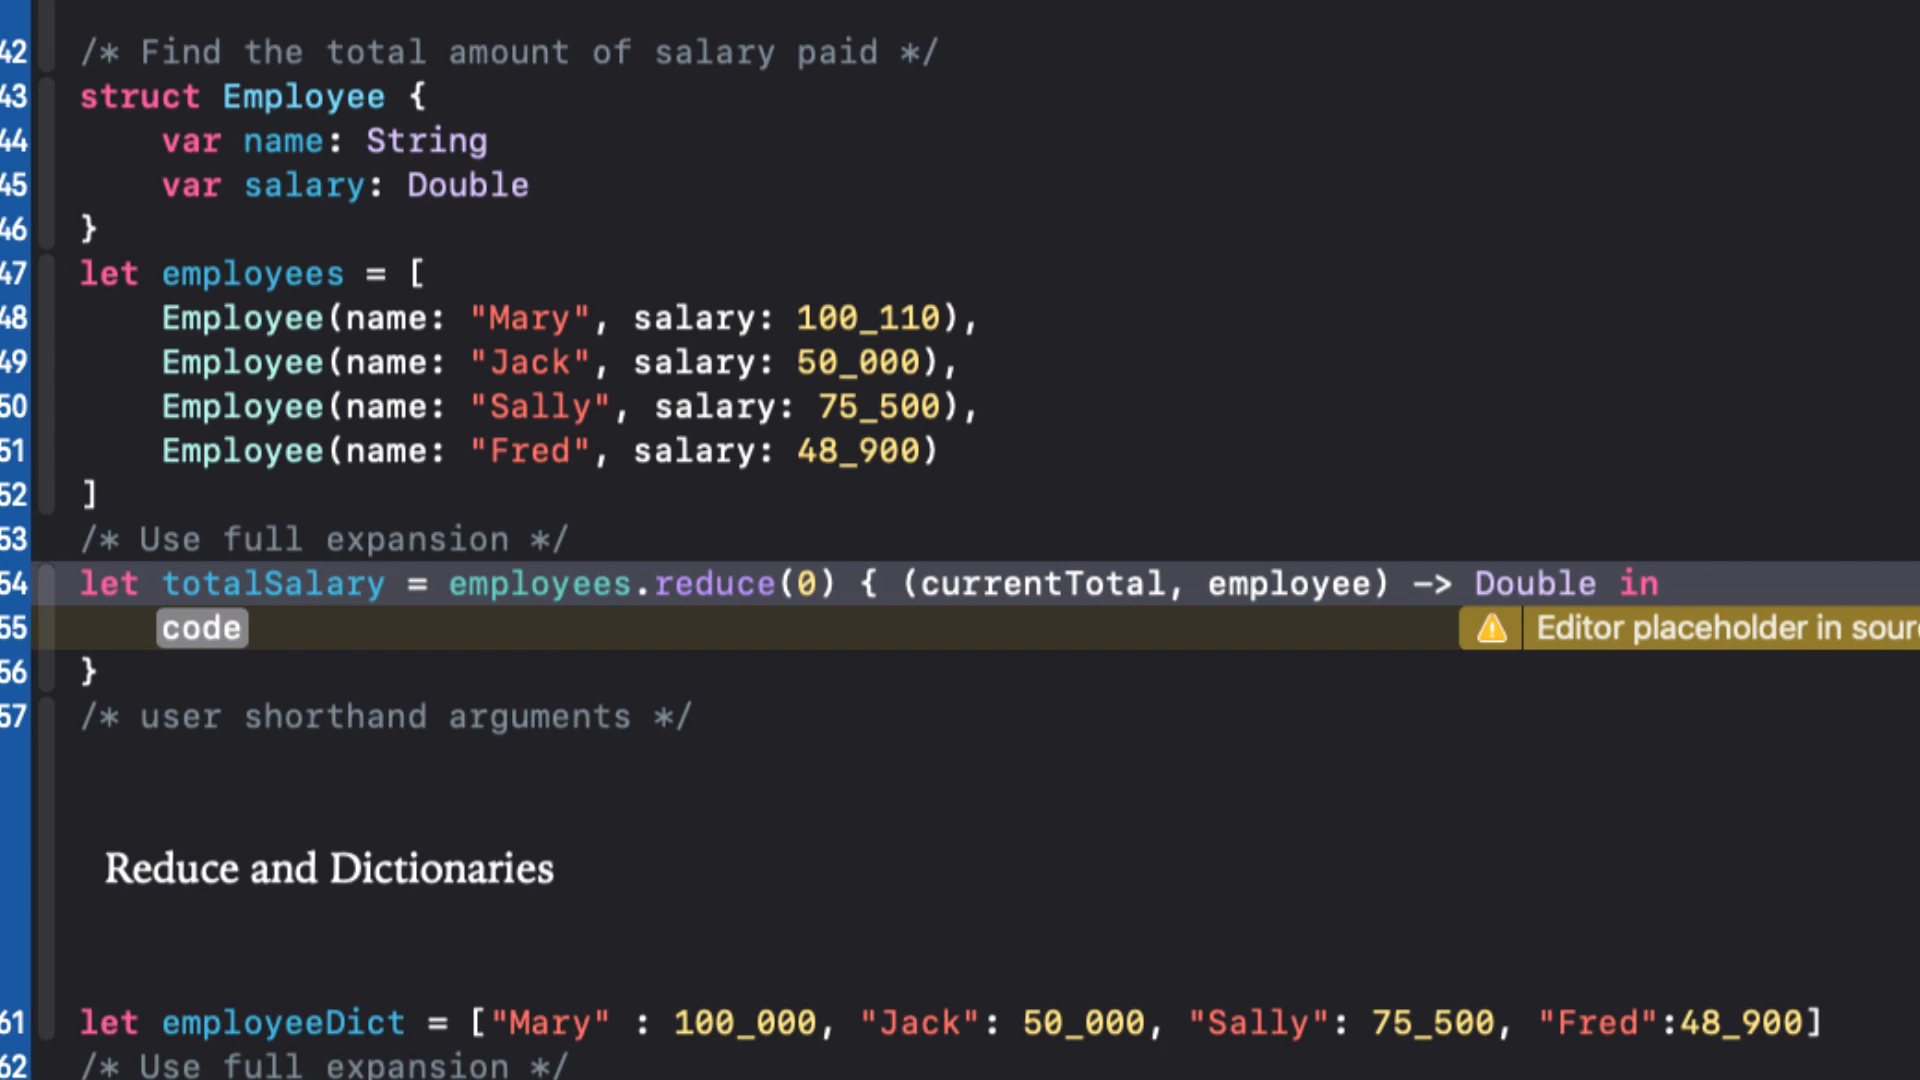 42 /* Find the total amount of salary paid */
43 struct Employee {
44 var name: String
45 var salary: Double
46 }
47 let employees = [
48 Employee(name: "Mary", salary: 100_110),
49 Employee(name: "Jack", salary: 50_000),
50 Employee(name: "Sally", salary: 75_500),
51 Employee(name: "Fred", salary: 48_900)
52 ]
53 /* Use full expansion */
54 let totalSalary = employees.reduce(0) { (currentTotal, employee) -> Double in
55 code Editor placeholder in sour
56 }
57 /* user shorthand arguments */
Reduce and Dictionaries
61 let employeeDict = ["Mary" : 100_000, "Jack": 50_000, "Sally": 75_500, "Fred":48_900]
62 /* Use full expansion */